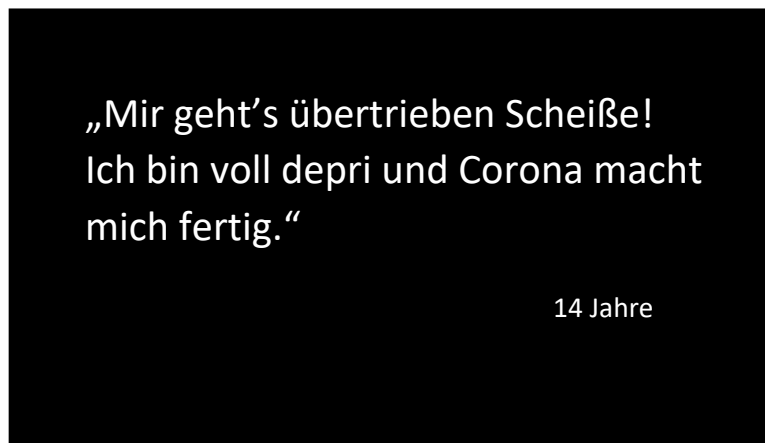 „Mir geht’s übertrieben Scheiße!
Ich bin voll depri und Corona macht
mich fertig.“
14 Jahre